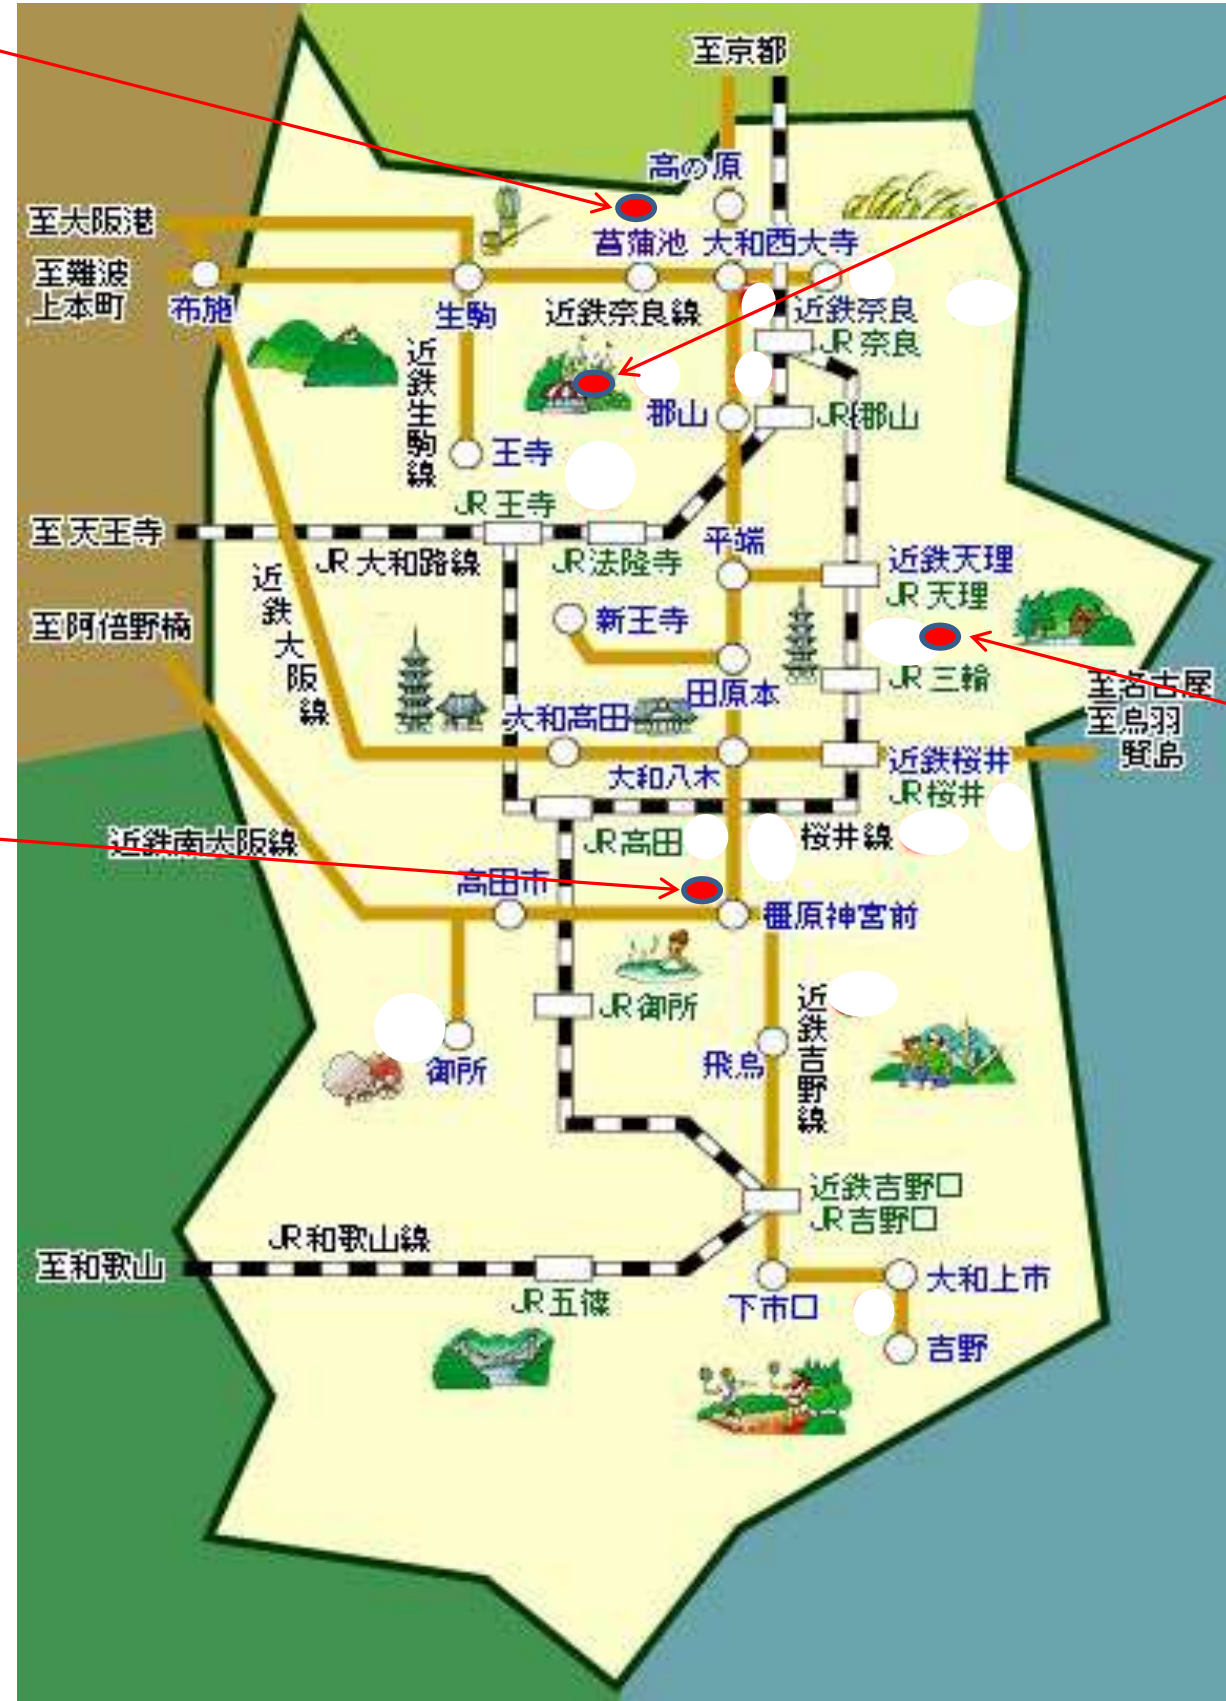 至京都
高の原
至大阪港
菖蒲池
大和西大寺
至難波
上本町
布施
生駒
近鉄奈良線
近鉄奈良
JR奈良
近鉄生駒線
郡山
JR郡山
王寺
JR王寺
至天王寺
JR大和路線
JR法隆寺
平端
近鉄天理
JR天理
近鉄大阪線
新王寺
至阿倍野橋
JR三輪
田原本
至名古屋
至鳥羽
賢島
大和高田
大和八木
近鉄桜井
JR桜井
近鉄南大阪線
JR高田
桜井線
高田市
橿原神宮前
JR御所
近鉄吉野線
御所
飛鳥
近鉄吉野口
JR吉野口
JR和歌山線
至和歌山
JR五條
下市口
大和上市
吉野